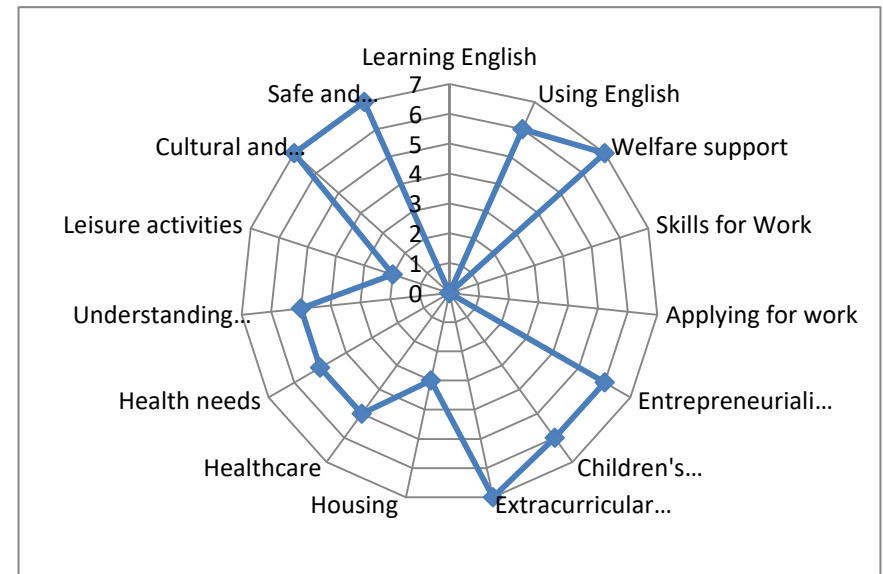 Learning English
Using English
Welfare support
Skills for Work
Applying for work
Entrepreneuriali...
Children's...
Extracurricular...
Housing
Healthcare
Health needs
Understanding...
Leisure activities
Cultural and...
Safe and...
7
6
5
4
3
2
1
0